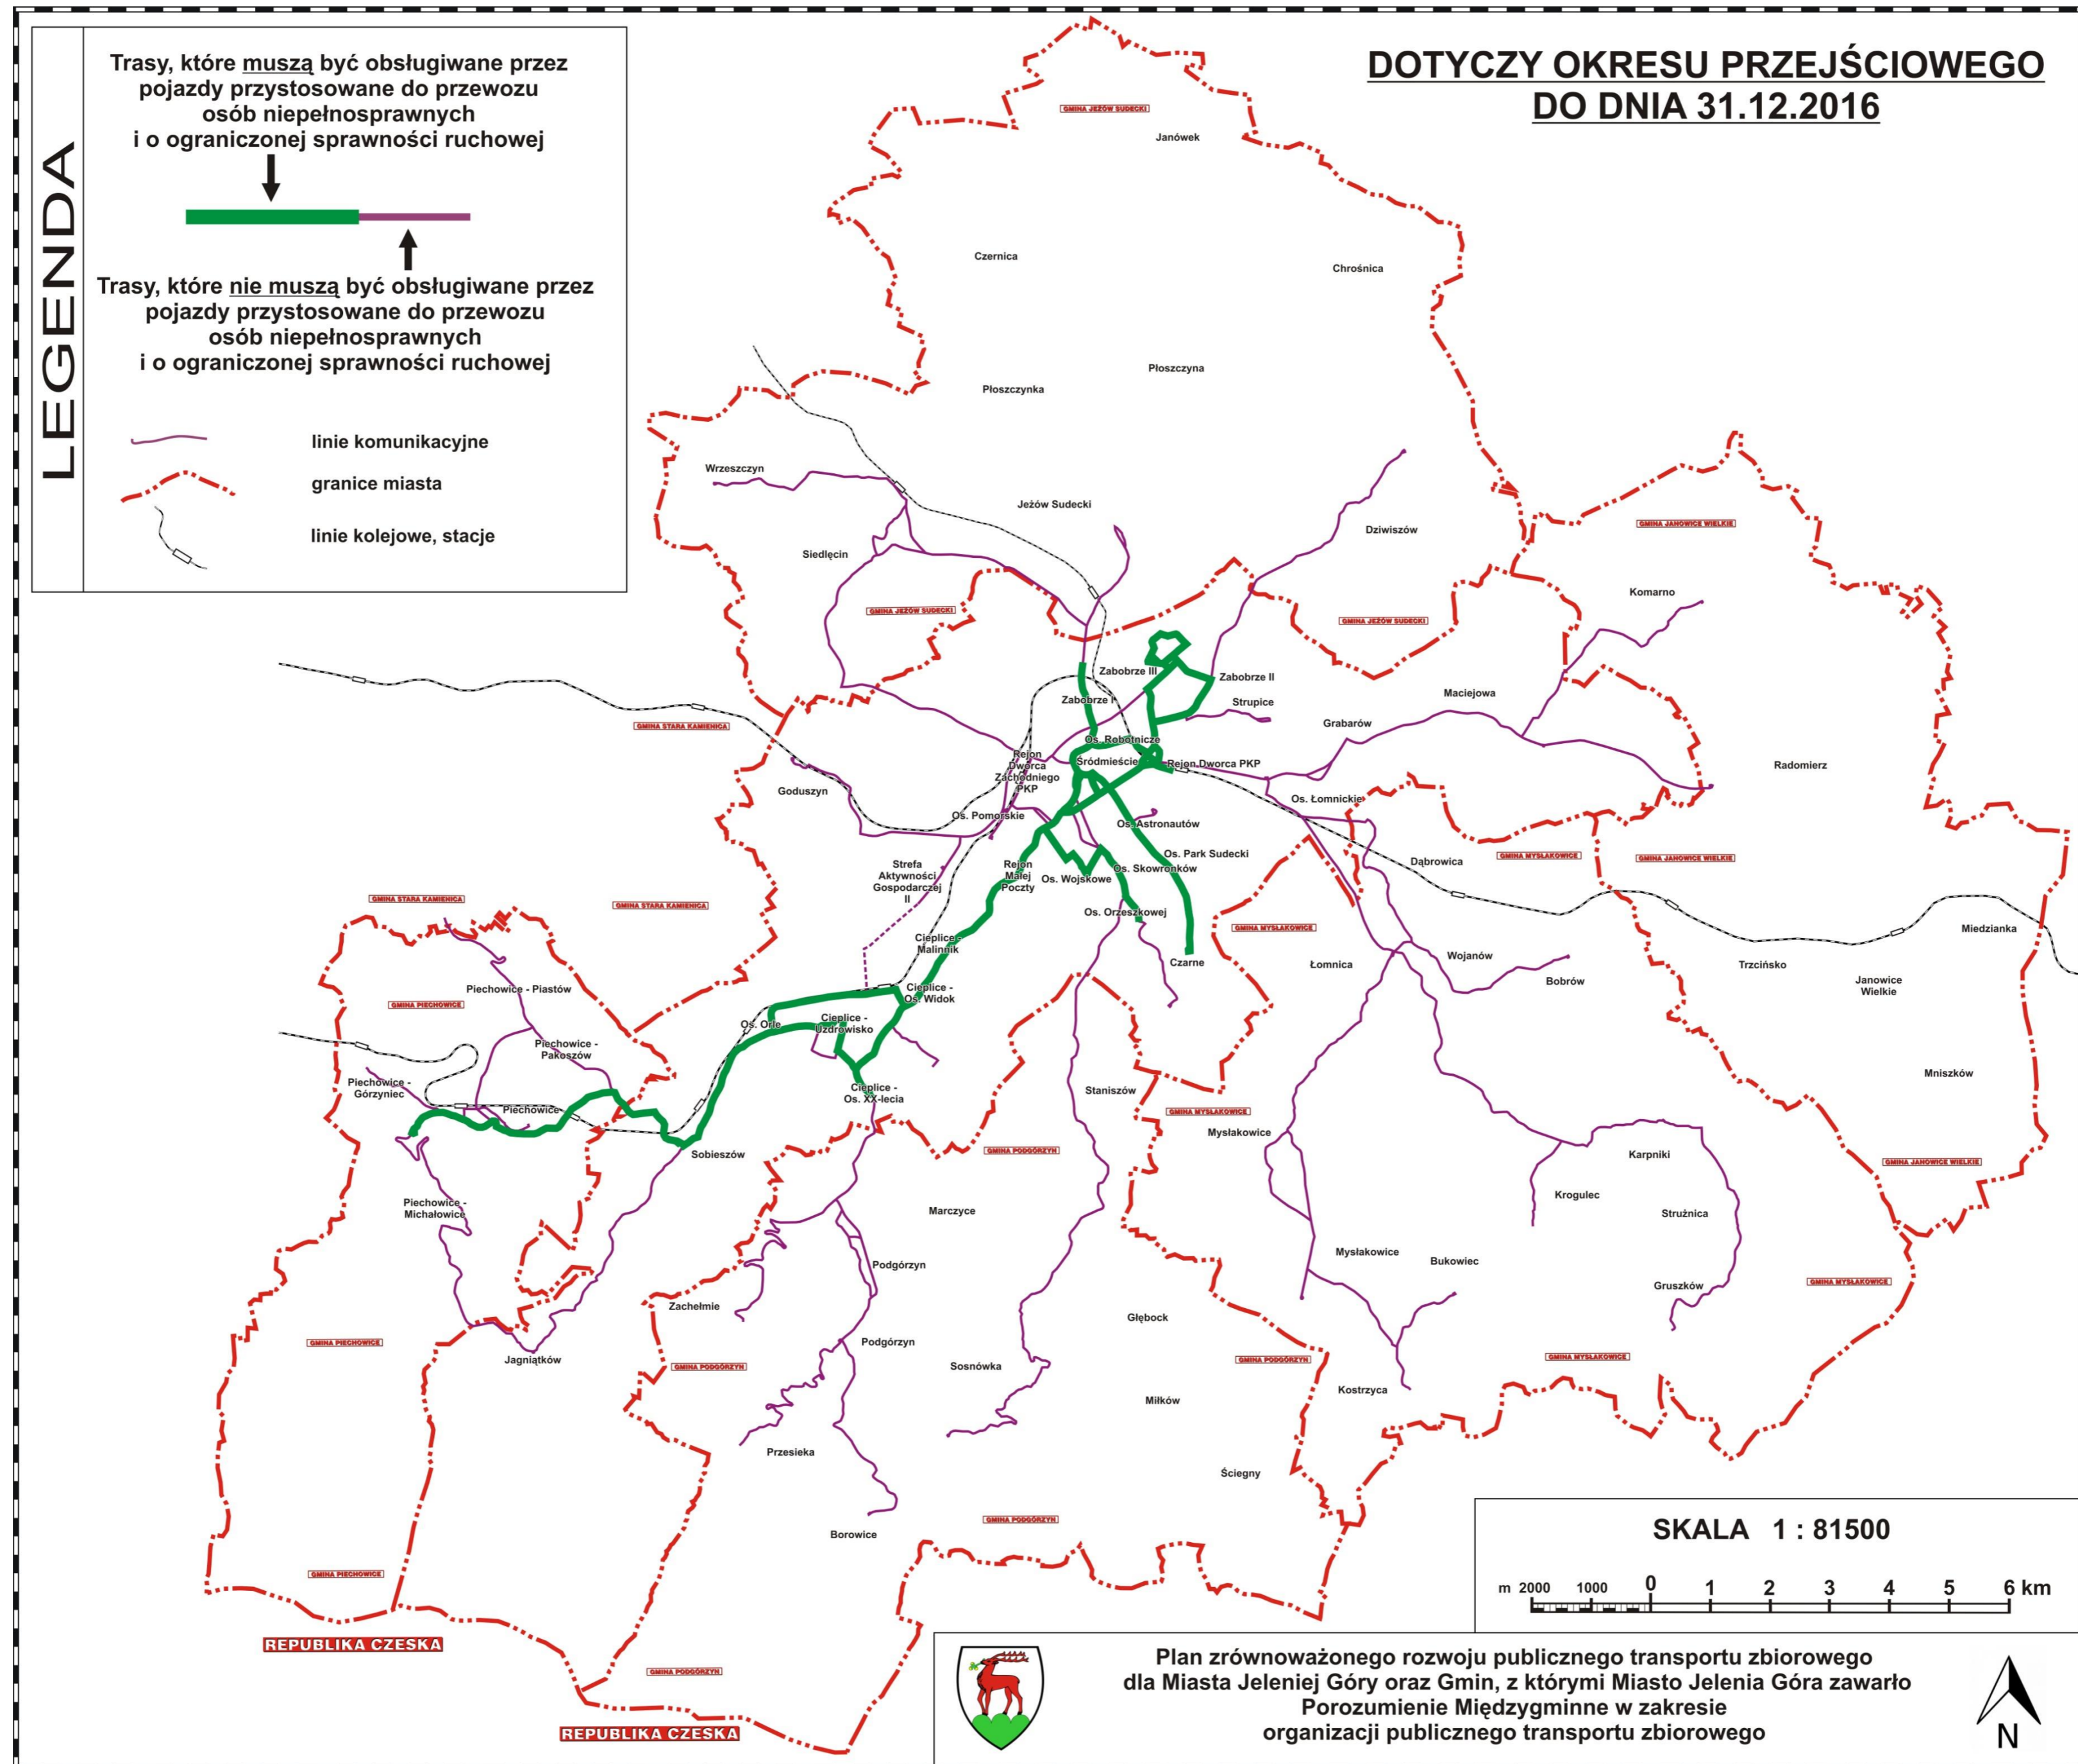 DOTYCZY OKRESU PRZEJŚCIOWEGO
DO DNIA 31.12.2016
LEGENDA
Trasy, które muszą być obsługiwane przez
pojazdy przystosowane do przewozu
osób niepełnosprawnych
i o ograniczonej sprawności ruchowej
Trasy, które nie muszą być obsługiwane przez
pojazdy przystosowane do przewozu
osób niepełnosprawnych
i o ograniczonej sprawności ruchowej
linie komunikacyjne
granice miasta
linie kolejowe, stacje
GMINA JEŻÓW SUDECKI
Janówek
Czernica
Chrośnica
Płoszczyna
Płoszczynka
Wrzeszczyn
Jeżów Sudecki
Dziwiszów
GMINA JANOWICE WIELKIE
Siedlęcin
Komarno
GMINA JEŻÓW SUDECKI
GMINA JEŻÓW SUDECKI
Zabobrze III
Zabobrze II
Maciejowa
Zabobrze I
Strupice
Grabarów
GMINA STARA KAMIENICA
Os. Robotnicze
Rejon
Dworca
Zachodniego
PKP
Śródmieście
Rejon Dworca PKP
Radomierz
Goduszyn
Os. Łomnickie
Os. Pomorskie
Os. Astronautów
Os. Park Sudecki
GMINA MYSŁAKOWICE
GMINA JANOWICE WIELKIE
Dąbrowica
Strefa
Aktywności
Gospodarczej
II
Rejon
Małej
Poczty
Os. Wojskowe
Os. Skowronków
GMINA STARA KAMIENICA
GMINA STARA KAMIENICA
Os. Orzeszkowej
GMINA MYSŁAKOWICE
Miedzianka
Cieplice -
Malinnik
Czarne
Łomnica
Wojanów
Bobrów
Trzcińsko
Janowice
Wielkie
Piechowice - Piastów
Cieplice -
Os. Widok
GMINA PIECHOWICE
Os. Orle
Cieplice -
Uzdrowisko
Piechowice -
Pakoszów
Mniszków
Piechowice -
Górzyniec
Cieplice -
Os. XX-lecia
Staniszów
Piechowice
GMINA MYSŁAKOWICE
Mysłakowice
Sobieszów
GMINA PODGÓRZYN
Karpniki
GMINA JANOWICE WIELKIE
Krogulec
Piechowice -
Michałowice
Marczyce
Strużnica
Mysłakowice
Bukowiec
Podgórzyn
GMINA MYSŁAKOWICE
Gruszków
Zachełmie
Głębock
GMINA PIECHOWICE
Podgórzyn
Jagniątków
GMINA PODGÓRZYN
Sosnówka
GMINA PODGÓRZYN
GMINA MYSŁAKOWICE
Kostrzyca
Miłków
Przesieka
Ściegny
GMINA PODGÓRZYN
Borowice
GMINA PIECHOWICE
REPUBLIKA CZESKA
GMINA PODGÓRZYN
REPUBLIKA CZESKA
SKALA 1 : 81500
m 2000 1000 0 1 2 3 4 5 6 km
Plan zrównoważonego rozwoju publicznego transportu zbiorowego
dla Miasta Jeleniej Góry oraz Gmin, z którymi Miasto Jelenia Góra zawarło
Porozumienie Międzygminne w zakresie
organizacji publicznego transportu zbiorowego
N